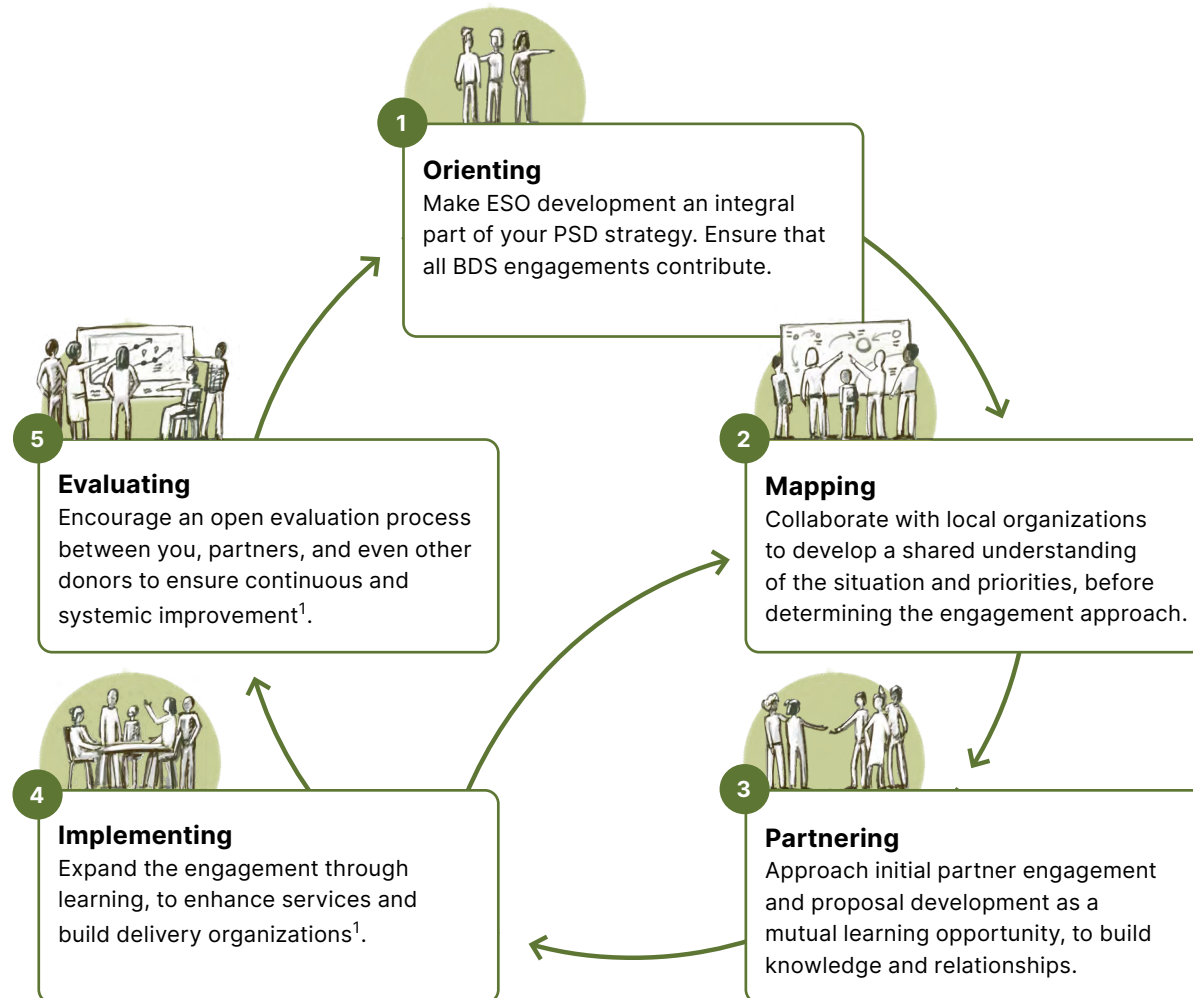 1
Orienting
Make ESO development an integral
part of your PSD strategy. Ensure that
all BDS engagements contribute.
2
Mapping
Collaborate with local organizations
to develop a shared understanding
of the situation and priorities, before
determining the engagement approach.
3
Partnering
Approach initial partner engagement
and proposal development as a
mutual learning opportunity, to build
knowledge and relationships.
4
Implementing
Expand the engagement through
learning, to enhance services and
build delivery organizations¹.
5
Evaluating
Encourage an open evaluation process
between you, partners, and even other
donors to ensure continuous and
systemic improvement¹.